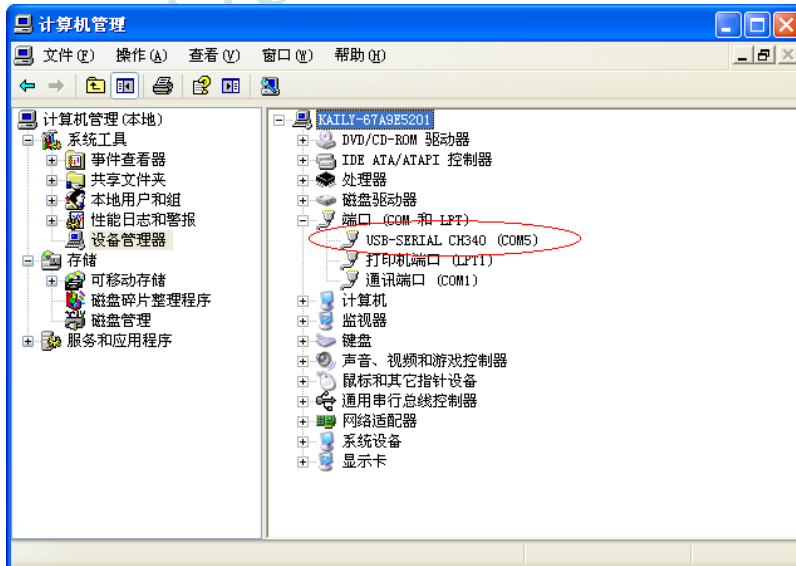 计算机管理
文件(F) 操作(A) 查看(V) 窗口(W) 帮助(H)
计算机管理(本地)
系统工具
事件查看器
共享文件夹
本地用户和组
性能日志和警报
设备管理器
存储
可移动存储
磁盘碎片整理程序
磁盘管理
服务和应用程序
KAILY-67A9E5201
DVD/CD-ROM 驱动器
IDE ATA/ATAPI 控制器
处理器
磁盘驱动器
端口 (COM 和 LPT)
USB-SERIAL CH340 (COM5)
打印机端口 (LPT1)
通讯端口 (COM1)
计算机
监视器
键盘
声音、视频和游戏控制器
鼠标和其它指针设备
通用串行总线控制器
网络适配器
系统设备
显示卡